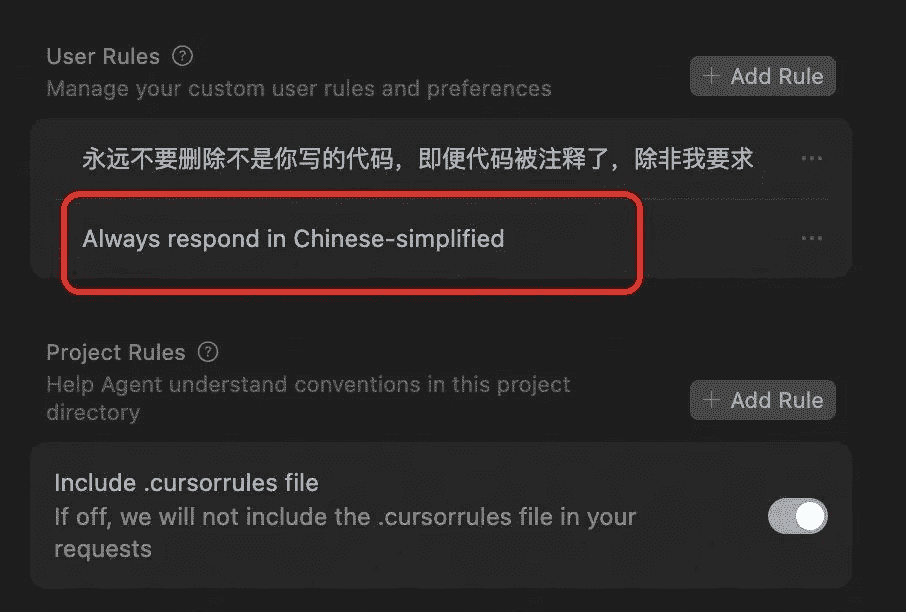 User Rules
Manage your custom user rules and preferences
+ Add Rule
永远不要删除不是你写的代码，即便代码被注释了，除非我要求
Always respond in Chinese-simplified
Project Rules
Help Agent understand conventions in this project
directory
+ Add Rule
Include .cursorrules file
If off, we will not include the .cursorrules file in your
requests